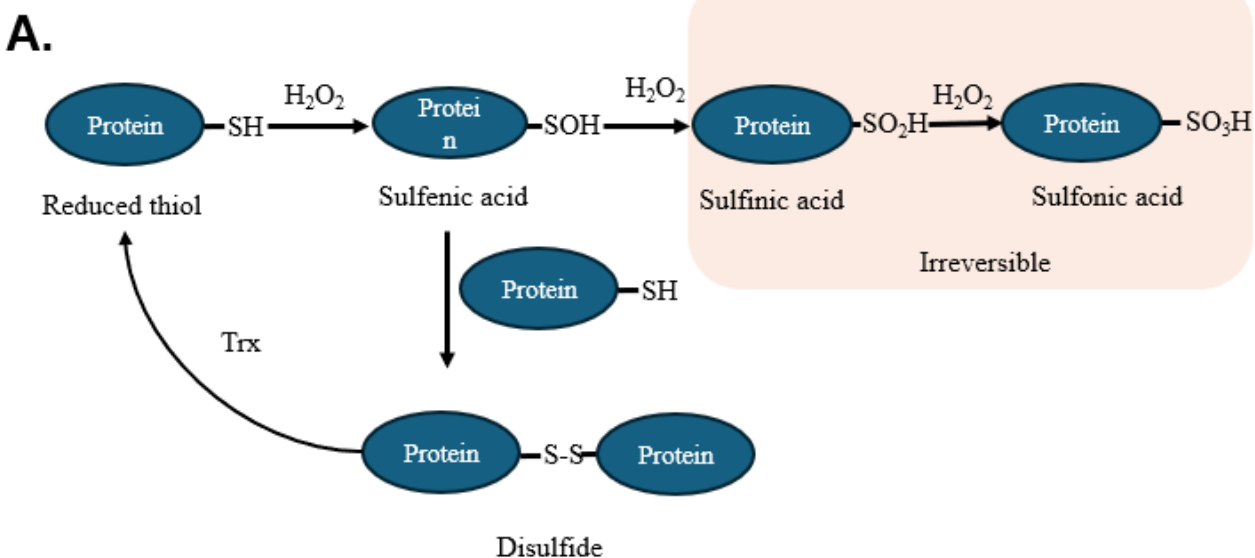 A.
H₂O₂
H₂O₂
H₂O₂
Protein
SH
Protei
n
SOH
Protein
SO₂H
Protein
SO₃H
Reduced thiol
Sulfenic acid
Sulfinic acid
Sulfonic acid
Irreversible
Protein
SH
Trx
Protein
S-S
Protein
Disulfide